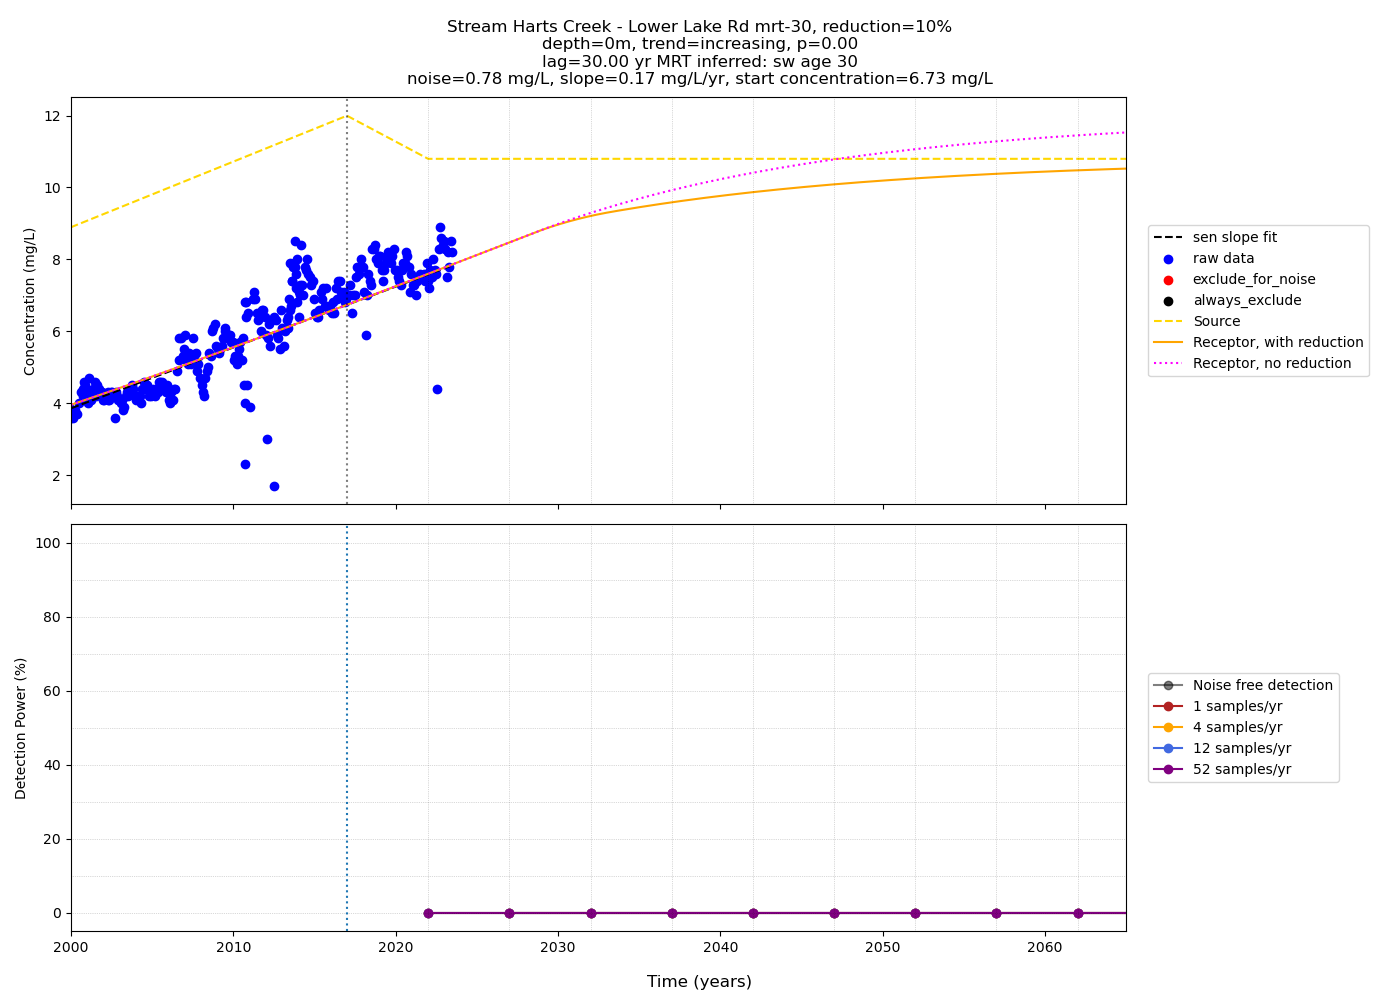 Stream Harts Creek - Lower Lake Rd mrt-30, reduction=10%
depth=0m, trend=increasing, p=0.00
lag=30.00 yr MRT inferred: sw age 30
noise=0.78 mg/L, slope=0.17 mg/L/yr, start concentration=6.73 mg/L
Concentration (mg/L)
12
10
8
6
4
2
sen slope fit
raw data
exclude_for_noise
always_exclude
Source
Receptor, with reduction
Receptor, no reduction
Detection Power (%)
100
80
60
40
20
0
Noise free detection
1 samples/yr
4 samples/yr
12 samples/yr
52 samples/yr
2000 2010 2020 2030 2040 2050 2060
Time (years)